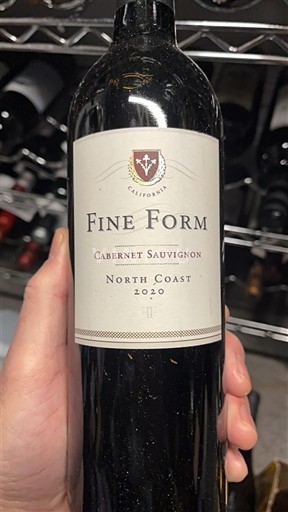 CALIFORNIA
FINE FORM
CABERNET SAUVIGNON
NORTH COAST
2020